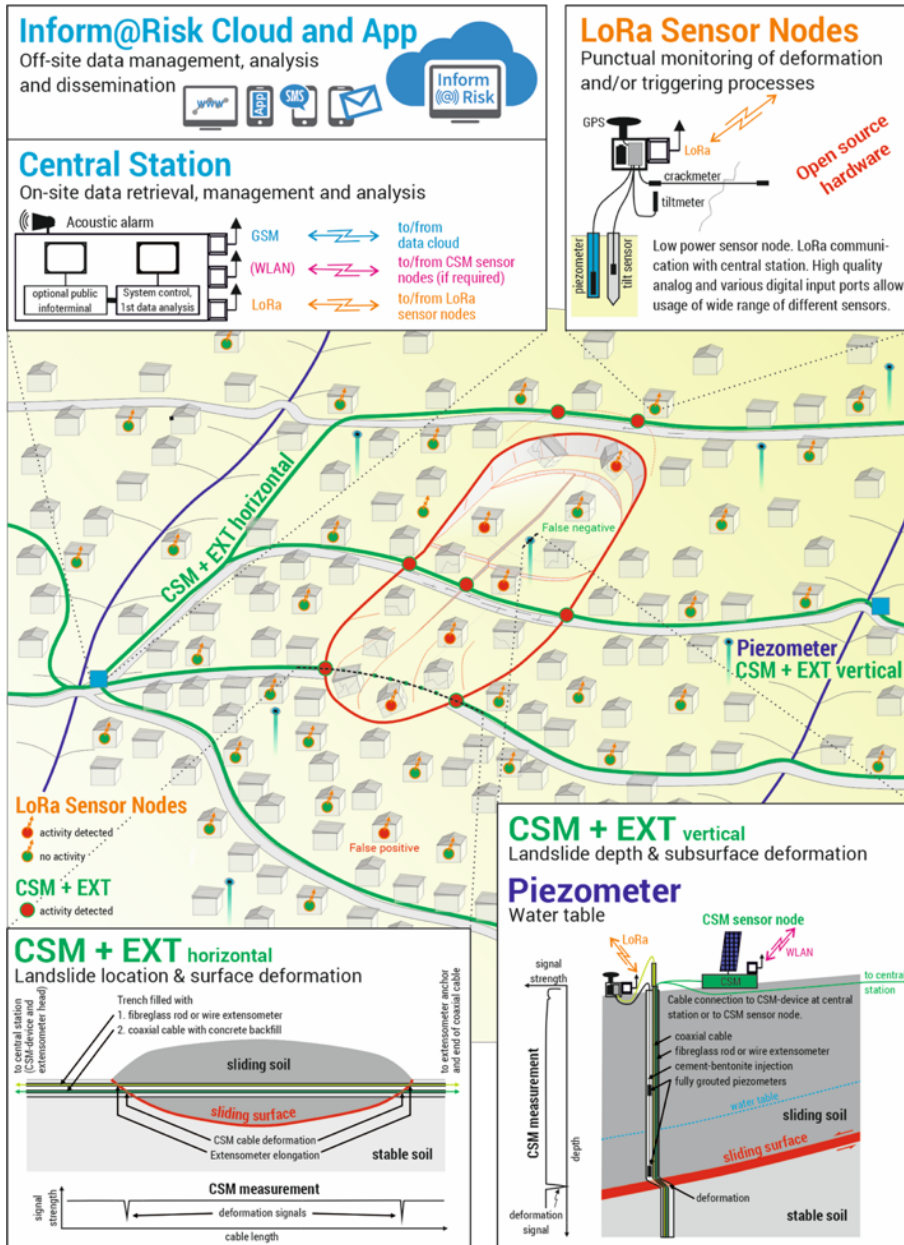 Inform@Risk Cloud and App
Off-site data management, analysis
and dissemination
www
App
SMS
Inform
(@) Risk
Central Station
On-site data retrieval, management and analysis
Acoustic alarm
optional public
infoterminal
System control,
1st data analysis
GSM
to/from
data cloud
(WLAN)
to/from CSM sensor
nodes (if required)
LoRa
to/from LoRa
sensor nodes
LoRa Sensor Nodes
Punctual monitoring of deformation
and/or triggering processes
GPS
LoRa
Open source
hardware
crackmeter
tiltmeter
piezometer
tilt sensor
Low power sensor node. LoRa communi-
cation with central station. High quality
analog and various digital input ports allow
usage of wide range of different sensors.
CSM + EXT horizontal
False negative
Piezometer
CSM + EXT vertical
False positive
LoRa Sensor Nodes
activity detected
no activity
CSM + EXT
activity detected
CSM + EXT horizontal
Landslide location & surface deformation
to central station
(CSM-device and
extensometer head)
Trench filled with
1. fibreglass rod or wire extensometer
2. coaxial cable with concrete backfill
to extensometer anchor
and end of coaxial cable
sliding soil
sliding surface
CSM cable deformation
Extensometer elongation
stable soil
CSM measurement
signal
strength
deformation signals
cable length
CSM + EXT vertical
Landslide depth & subsurface deformation
Piezometer
Water table
CSM sensor node
LoRa
WLAN
signal
strength
CSM
to central
station
Cable connection to CSM-device at central
station or to CSM sensor node.
coaxial cable
fibreglass rod or wire extensometer
cement-bentonite injection
fully grouted piezometers
CSM measurement
depth
water table
sliding soil
sliding surface
deformation
deformation
signal
stable soil